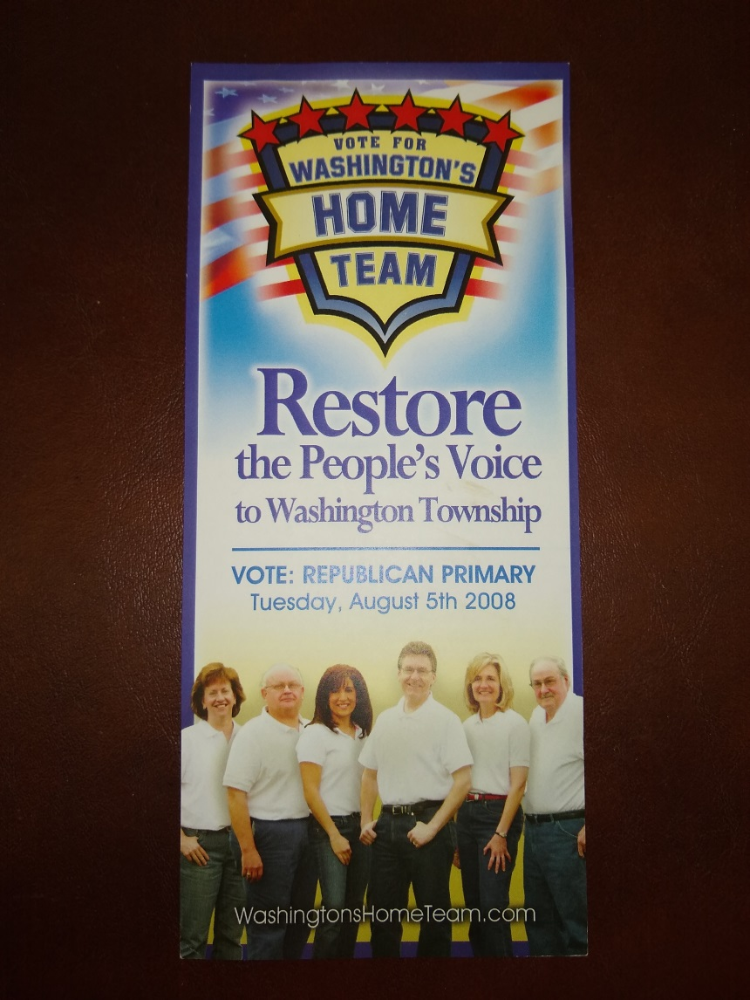 VOTE FOR
WASHINGTON'S
HOME
TEAM
Restore
the People's Voice
to Washington Township
VOTE: REPUBLICAN PRIMARY
Tuesday, August 5th 2008
WashingtonsHomeTeam.com